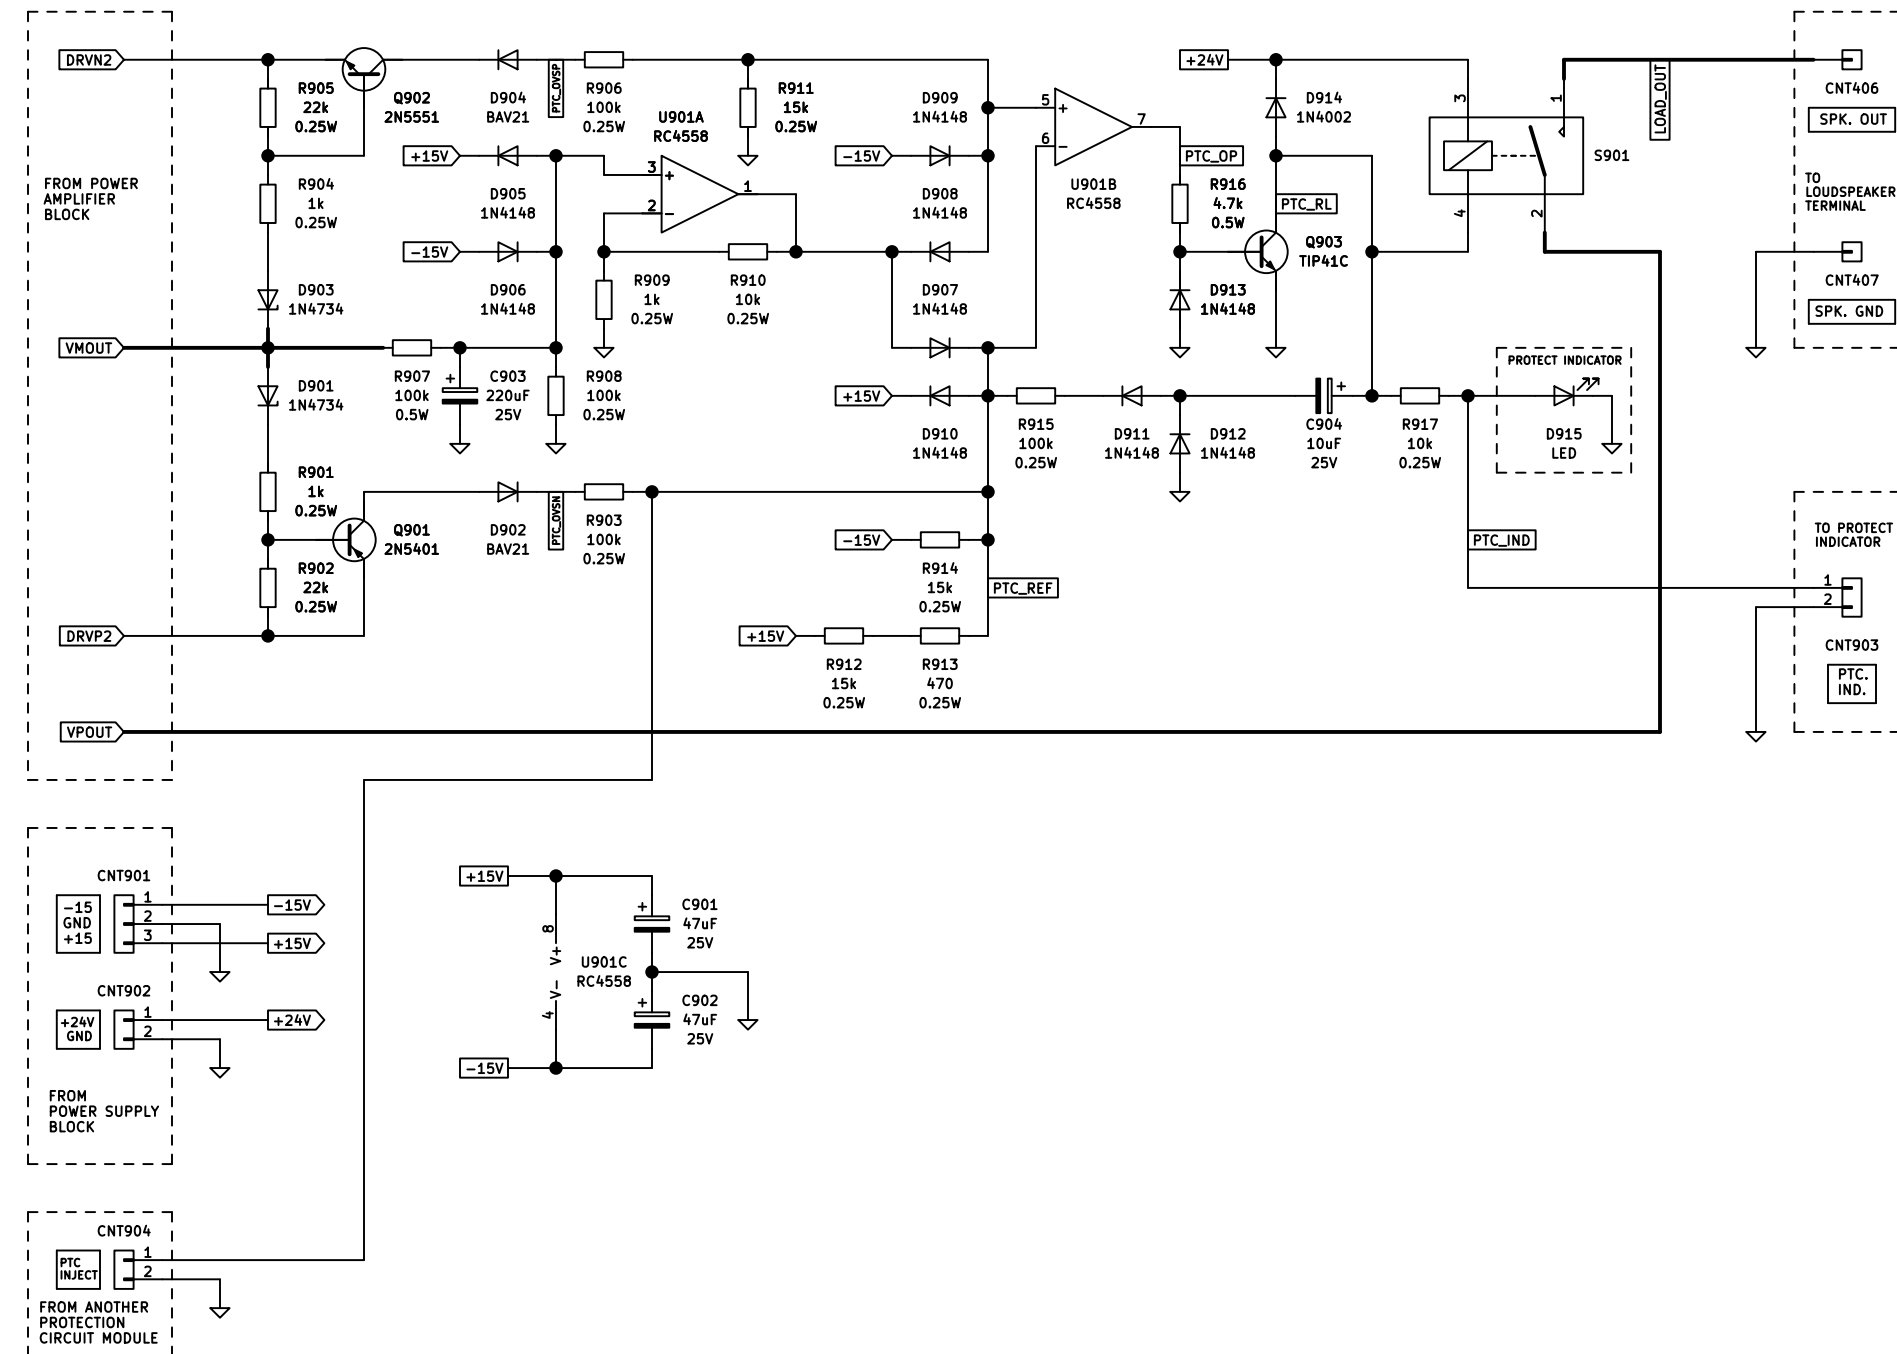 DRVN2
FROM POWER
AMPLIFIER
BLOCK
VMOUT
DRVP2
VPOUT
R905
22k
0.25W
R904
1k
0.25W
D903
1N4734
D901
1N4734
R901
1k
0.25W
R902
22k
0.25W
Q902
2N5551
Q901
2N5401
D904
BAV21
PTC_OVSP
R906
100k
0.25W
R911
15k
0.25W
+15V
D905
1N4148
-15V
D906
1N4148
U901A
RC4558
3
+
2
-
1
R909
1k
0.25W
R910
10k
0.25W
R907
100k
0.5W
+
C903
220uF
25V
R908
100k
0.25W
D902
BAV21
PTC_OVSN
R903
100k
0.25W
D909
1N4148
-15V
D908
1N4148
D907
1N4148
+15V
D910
1N4148
-15V
R914
15k
0.25W
PTC_REF
+15V
R912
15k
0.25W
R913
470
0.25W
5
+
6
-
7
U901B
RC4558
PTC_OP
R916
4.7k
0.5W
D913
1N4148
+24V
D914
1N4002
PTC_RL
Q903
TIP41C
R915
100k
0.25W
D911
1N4148
D912
1N4148
+
C904
10uF
25V
R917
10k
0.25W
3
1
4
2
S901
LOAD_OUT
PROTECT INDICATOR
D915
LED
PTC_IND
CNT406
SPK. OUT
TO
LOUDSPEAKER
TERMINAL
CNT407
SPK. GND
TO PROTECT
INDICATOR
1
2
CNT903
PTC.
IND.
CNT901
-15
GND
+15
1
2
3
-15V
+15V
CNT902
+24V
GND
1
2
+24V
FROM
POWER SUPPLY
BLOCK
+15V
8
V+
V-
4
-15V
U901C
RC4558
+
C901
47uF
25V
+
C902
47uF
25V
CNT904
PTC
INJECT
1
2
FROM ANOTHER
PROTECTION
CIRCUIT MODULE